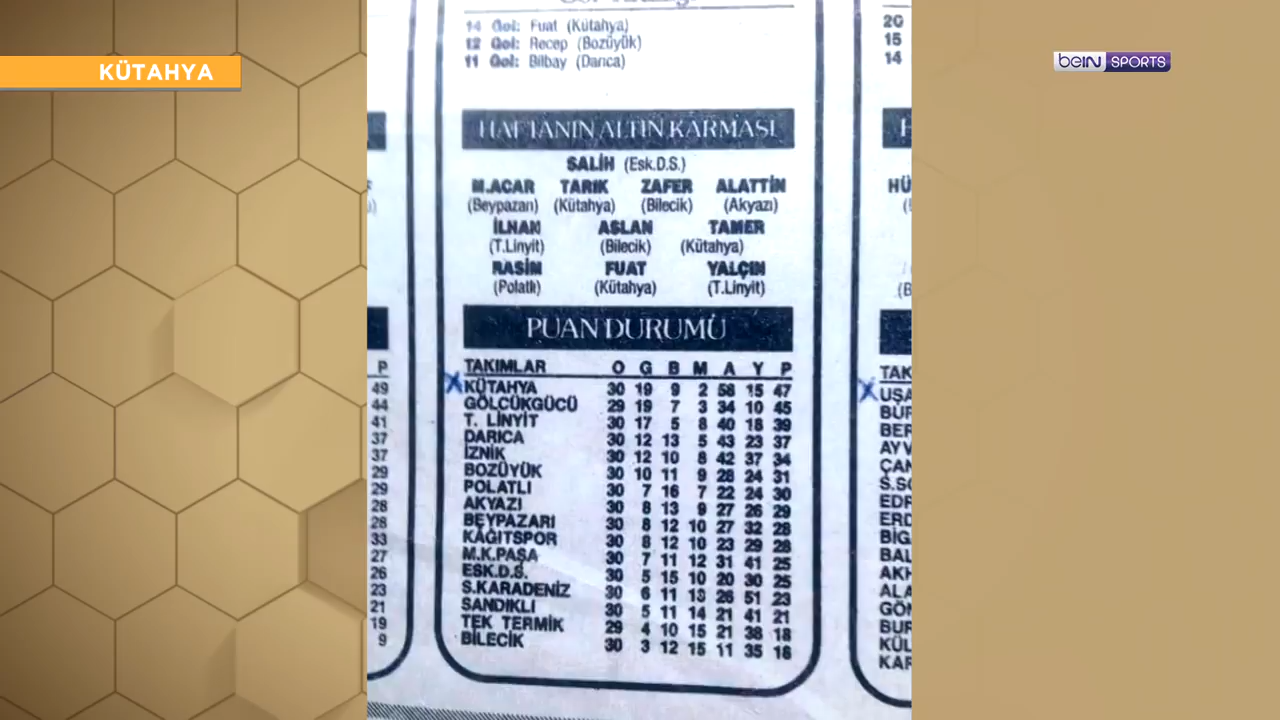 KÜTAHYA
beIN SPORTS
14 Gol: Fuat (Kütahya)
12 Gol: Recep (Bozüyük)
11 Gol: Bilbay (Darıca)
20
15
14
HAFTANIN ALTIN KARMASI
SALİH (Esk.D.S.)
M.ACAR TARIK ZAFER ALATTİN
(Beypazarı) (Kütahya) (Bilecik) (Akyazı)
İLHAN ASLAN TAMER
(T.Linyit) (Bilecik) (Kütahya)
RASİM FUAT YALÇIN
(Polatlı) (Kütahya) (T.Linyit)
PUAN DURUMU
TAKIMLAR O G B M A Y P
KÜTAHYA 30 19 9 2 58 15 47
GÖLCÜKGÜCÜ 29 19 7 3 34 10 45
T. LİNYİT 30 17 5 8 40 18 39
DARICA 30 12 13 5 43 23 37
İZNİK 30 12 10 8 42 37 34
BOZÜYÜK 30 10 11 9 28 24 31
POLATLI 30 7 16 7 22 24 30
AKYAZI 30 8 13 9 27 26 29
BEYPAZARI 30 8 12 10 27 32 28
KAĞITSPOR 30 8 12 10 23 29 28
M.K.PAŞA 30 7 11 12 31 41 25
ESK.D.S. 30 5 15 10 20 30 25
S.KARADENİZ 30 6 11 13 26 51 23
SANDIKLI 30 5 11 14 21 41 21
TEK TERMİK 29 4 10 15 21 38 18
BİLECİK 30 3 12 15 11 35 18
P
49
44
41
37
37
29
29
28
28
33
27
26
23
21
19
9
HÜ
(B
TAK
UŞA
BUR
BER
AYV
ÇAN
S.SO
EDR
ERD
BİG
BAL
AKH
ALA
GÖN
BUR
KÜL
KAR